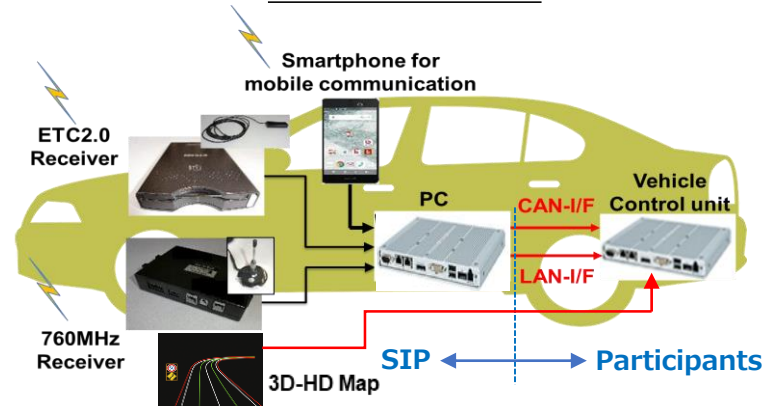 Smartphone for
mobile communication
ETC2.0
Receiver
PC
CAN-I/F
Vehicle
Control unit
LAN-I/F
760MHz
Receiver
3D-HD Map
SIP
Participants